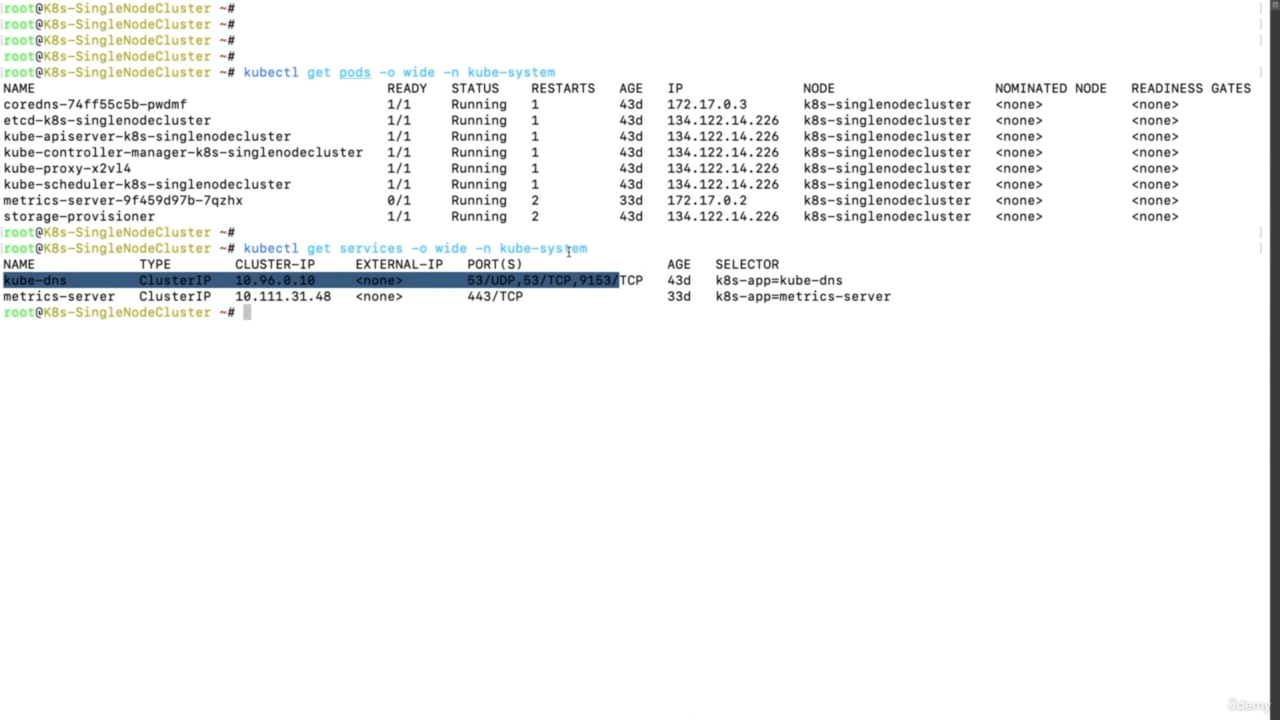 root@K8s-SingleNodeCluster ~#
root@K8s-SingleNodeCluster ~#
root@K8s-SingleNodeCluster ~#
root@K8s-SingleNodeCluster ~#
root@K8s-SingleNodeCluster ~# kubectl get pods -o wide -n kube-system
NAME READY STATUS RESTARTS AGE IP NODE NOMINATED NODE READINESS GATES
coredns-74ff55c5b-pwdmf 1/1 Running 1 43d 172.17.0.3 k8s-singlenodecluster <none> <none>
etcd-k8s-singlenodecluster 1/1 Running 1 43d 134.122.14.226 k8s-singlenodecluster <none> <none>
kube-apiserver-k8s-singlenodecluster 1/1 Running 1 43d 134.122.14.226 k8s-singlenodecluster <none> <none>
kube-controller-manager-k8s-singlenodecluster 1/1 Running 1 43d 134.122.14.226 k8s-singlenodecluster <none> <none>
kube-proxy-x2vl4 1/1 Running 1 43d 134.122.14.226 k8s-singlenodecluster <none> <none>
kube-scheduler-k8s-singlenodecluster 1/1 Running 1 43d 134.122.14.226 k8s-singlenodecluster <none> <none>
metrics-server-9f459d97b-7qzhx 0/1 Running 2 33d 172.17.0.2 k8s-singlenodecluster <none> <none>
storage-provisioner 1/1 Running 2 43d 134.122.14.226 k8s-singlenodecluster <none> <none>
root@K8s-SingleNodeCluster ~#
root@K8s-SingleNodeCluster ~# kubectl get services -o wide -n kube-system
NAME TYPE CLUSTER-IP EXTERNAL-IP PORT(S) AGE SELECTOR
kube-dns ClusterIP 10.96.0.10 <none> 53/UDP,53/TCP,9153/TCP 43d k8s-app=kube-dns
metrics-server ClusterIP 10.111.31.48 <none> 443/TCP 33d k8s-app=metrics-server
root@K8s-SingleNodeCluster ~#
ûdemy